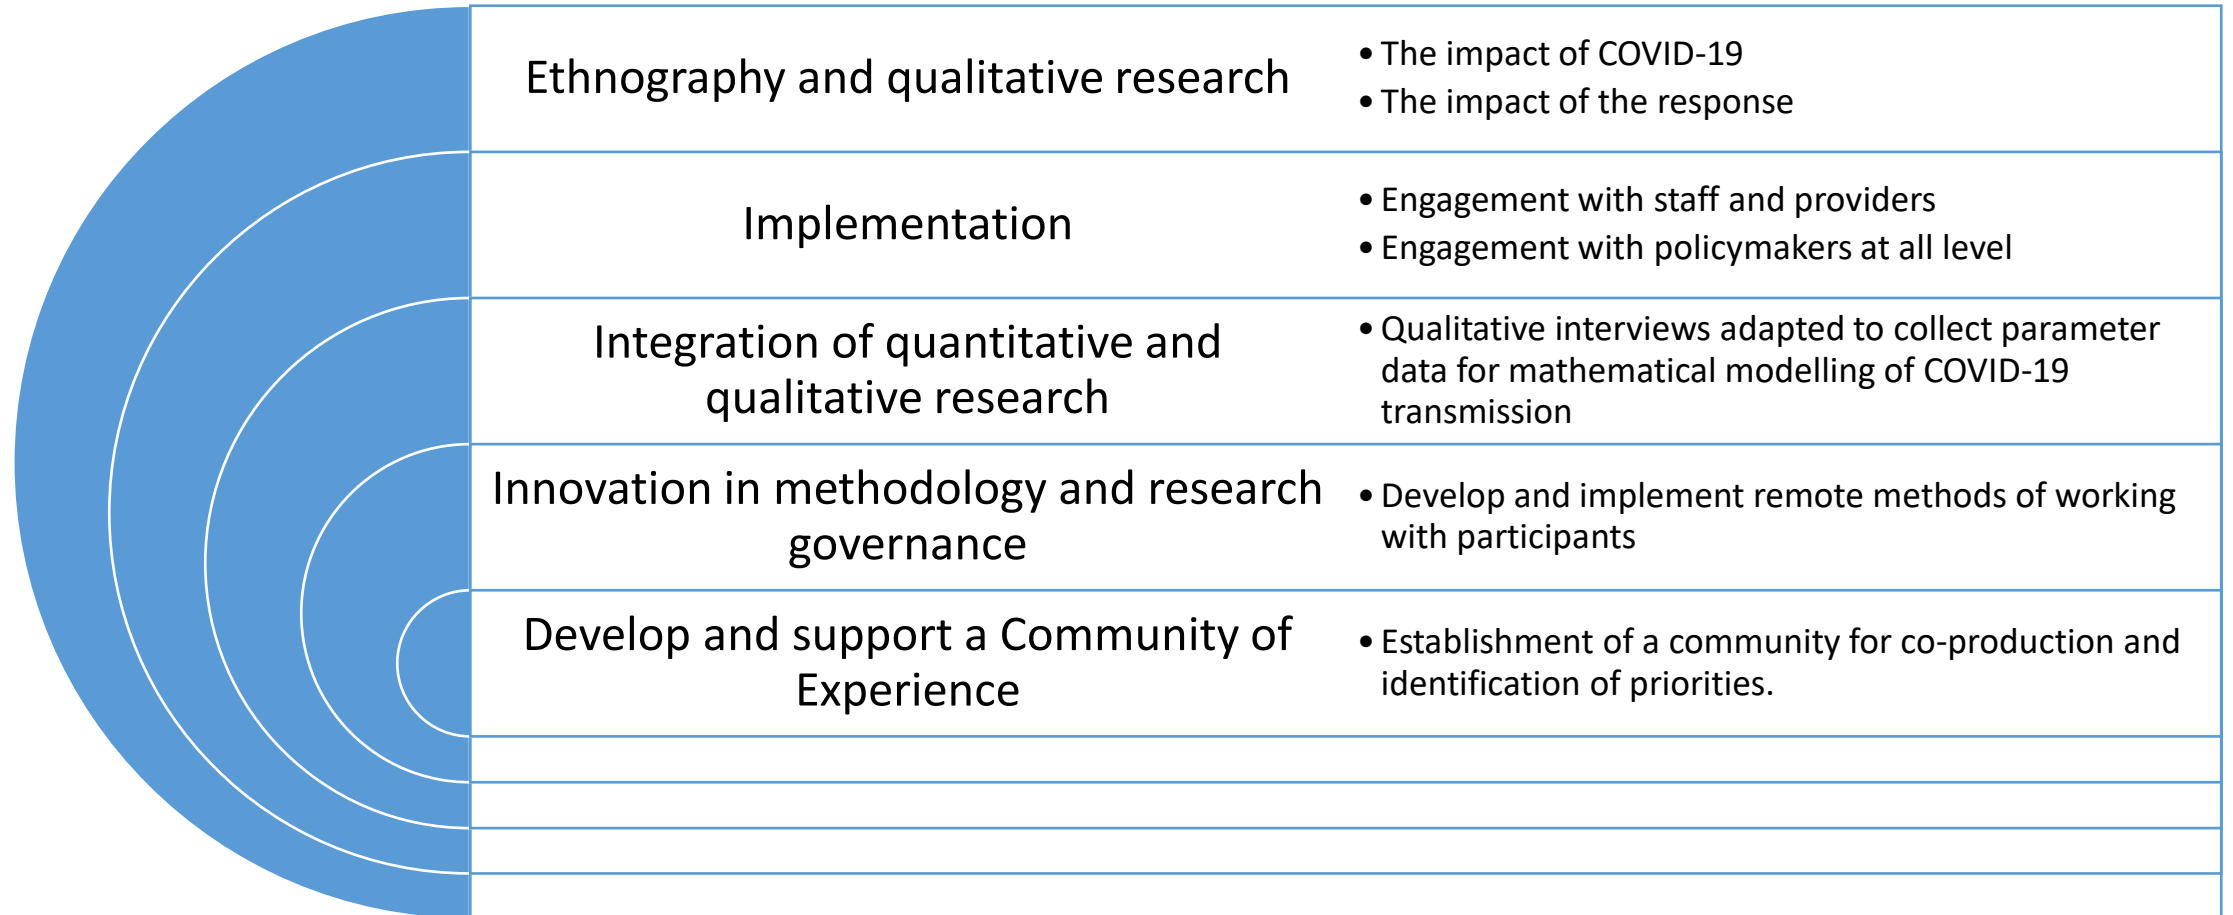 Ethnography and qualitative research
• The impact of COVID-19
• The impact of the response
Implementation
• Engagement with staff and providers
• Engagement with policymakers at all level
Integration of quantitative and
qualitative research
• Qualitative interviews adapted to collect parameter
data for mathematical modelling of COVID-19
transmission
Innovation in methodology and research
governance
• Develop and implement remote methods of working
with participants
Develop and support a Community of
Experience
• Establishment of a community for co-production and
identification of priorities.